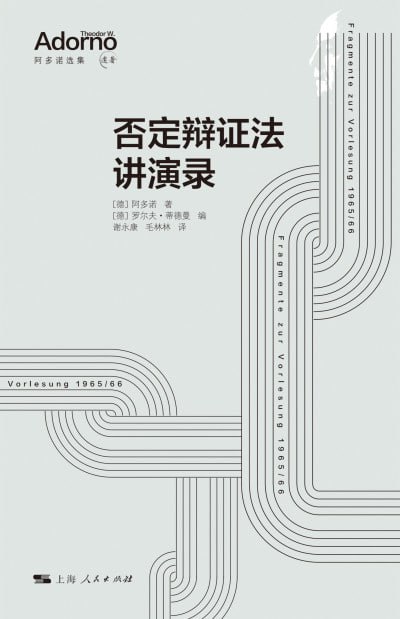 Theodor W.
Adorno
阿多诺选集
遗著
否定辩证法
讲演录
[德] 阿多诺 著
[德] 罗尔夫·蒂德曼 编
谢永康 毛林林 译
Fragmente zur Vorlesung 1965/66
Fragmente zur Vorlesung 1965/66
Vorlesung 1965/66
上海人民出版社